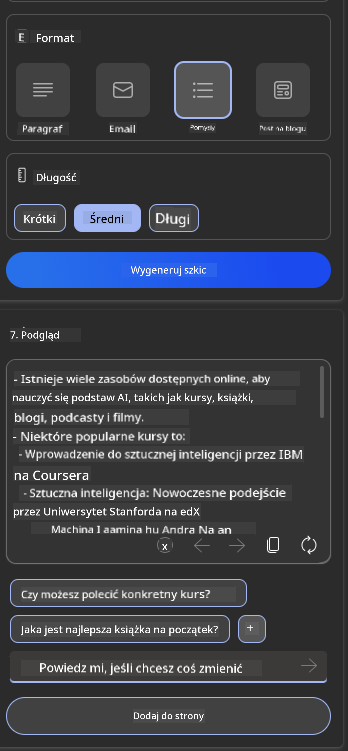 Format
Paragraf
Email
Pomysły
Post na blogu
Długość
Krótki
Średni
Długi
Wygeneruj szkic
7. Podgląd
- Istnieje wiele zasobów dostępnych online, aby
nauczyć się podstaw AI, takich jak kursy, książki,
blogi, podcasty i filmy.
- Niektóre popularne kursy to:
- Wprowadzenie do sztucznej inteligencji przez IBM
na Coursera
- Sztuczna inteligencja: Nowoczesne podejście
przez Uniwersytet Stanforda na edX
Czy możesz polecić konkretny kurs?
Jaka jest najlepsza książka na początek?
+
Powiedz mi, jeśli chcesz coś zmienić
Dodaj do strony